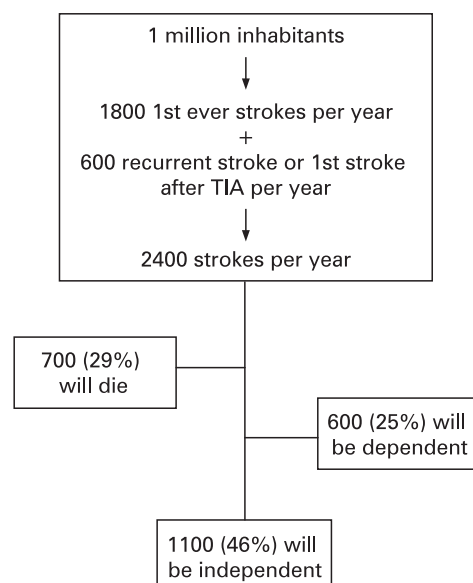 1 million inhabitants
1800 1st ever strokes per year
+
600 recurrent stroke or 1st stroke
after TIA per year
2400 strokes per year
700 (29%)
will die
600 (25%) will
be dependent
1100 (46%) will
be independent